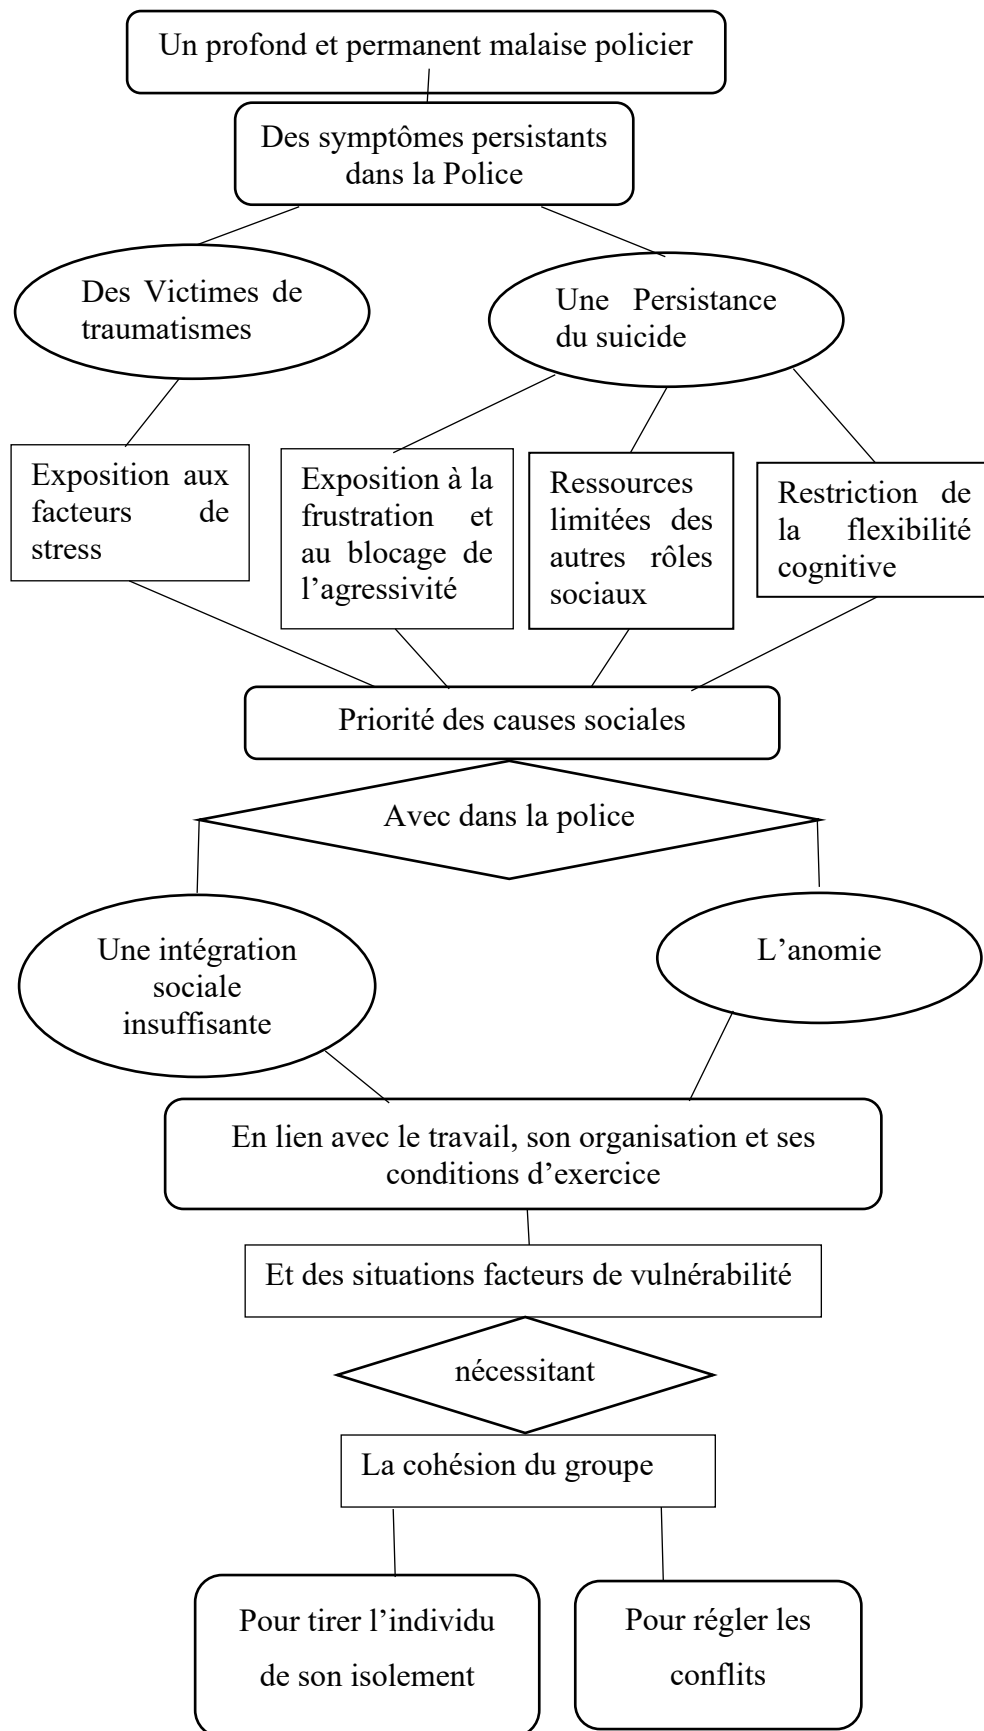 Un profond et permanent malaise policier
Des symptômes persistants
dans la Police
Des Victimes de
traumatismes
Une Persistance
du suicide
Exposition aux
facteurs de
stress
Exposition à la
frustration et
au blocage de
l’agressivité
Ressources
limitées des
autres rôles
sociaux
Restriction de
la flexibilité
cognitive
Priorité des causes sociales
Avec dans la police
Une intégration
sociale
insuffisante
L’anomie
En lien avec le travail, son organisation et ses
conditions d’exercice
Et des situations facteurs de vulnérabilité
nécessitant
La cohésion du groupe
Pour tirer l’individu
de son isolement
Pour régler les
conflits